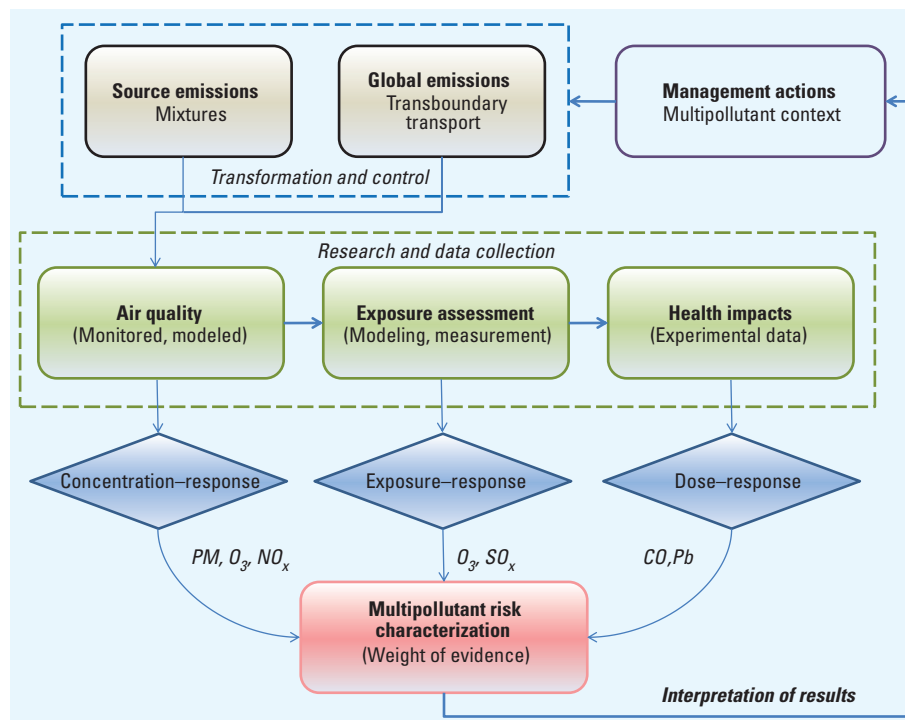 Source emissions
Mixtures
Global emissions
Transboundary
transport
Management actions
Multipollutant context
Transformation and control
Research and data collection
Air quality
(Monitored, modeled)
Exposure assessment
(Modeling, measurement)
Health impacts
(Experimental data)
Concentration–response
Exposure–response
Dose–response
PM, O₃, NOₓ
O₃, SOₓ
CO,Pb
Multipollutant risk
characterization
(Weight of evidence)
Interpretation of results